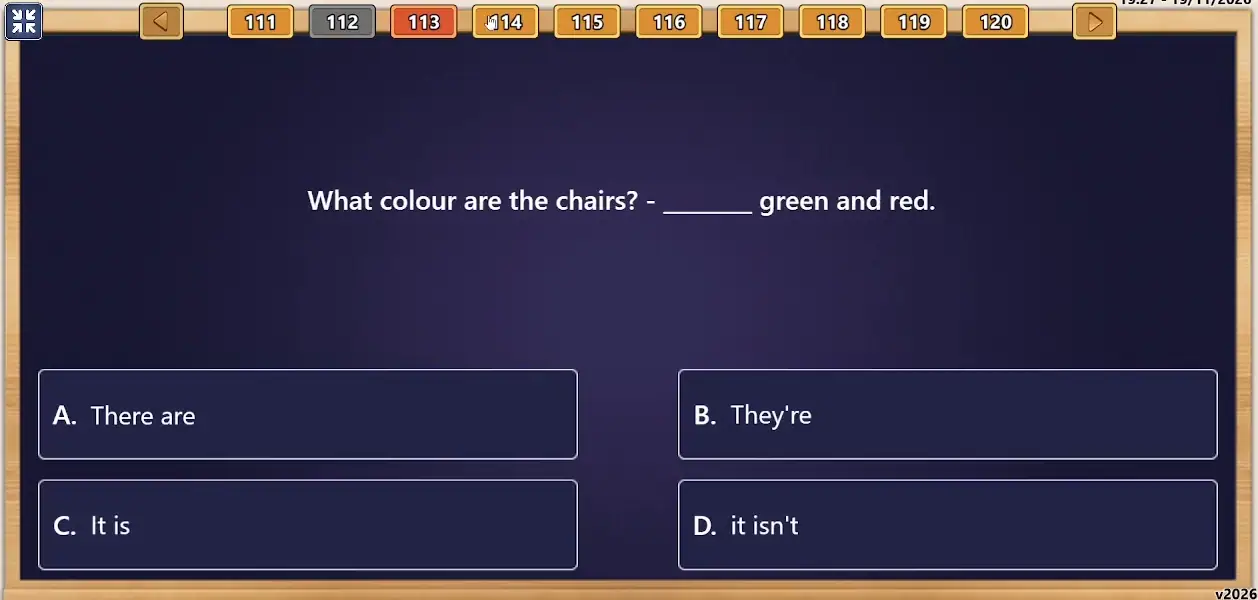 111 112 113 114 115 116 117 118 119 120
What colour are the chairs? - ________ green and red.
A. There are
B. They're
C. It is
D. it isn't
v2026